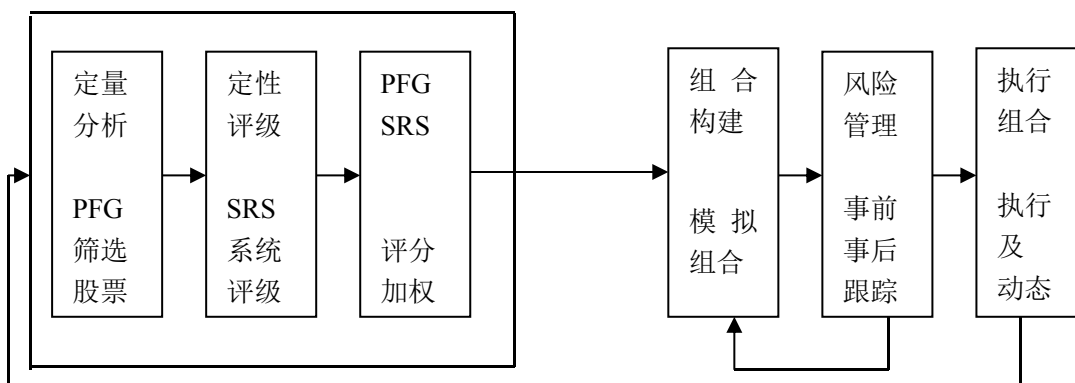 定量
分析
PFG
筛选
股票
定性
评级
SRS
系统
评级
PFG
SRS
评分
加权
组 合
构建
模 拟
组合
风险
管理
事前
事后
跟踪
执行
组合
执行
及
动态